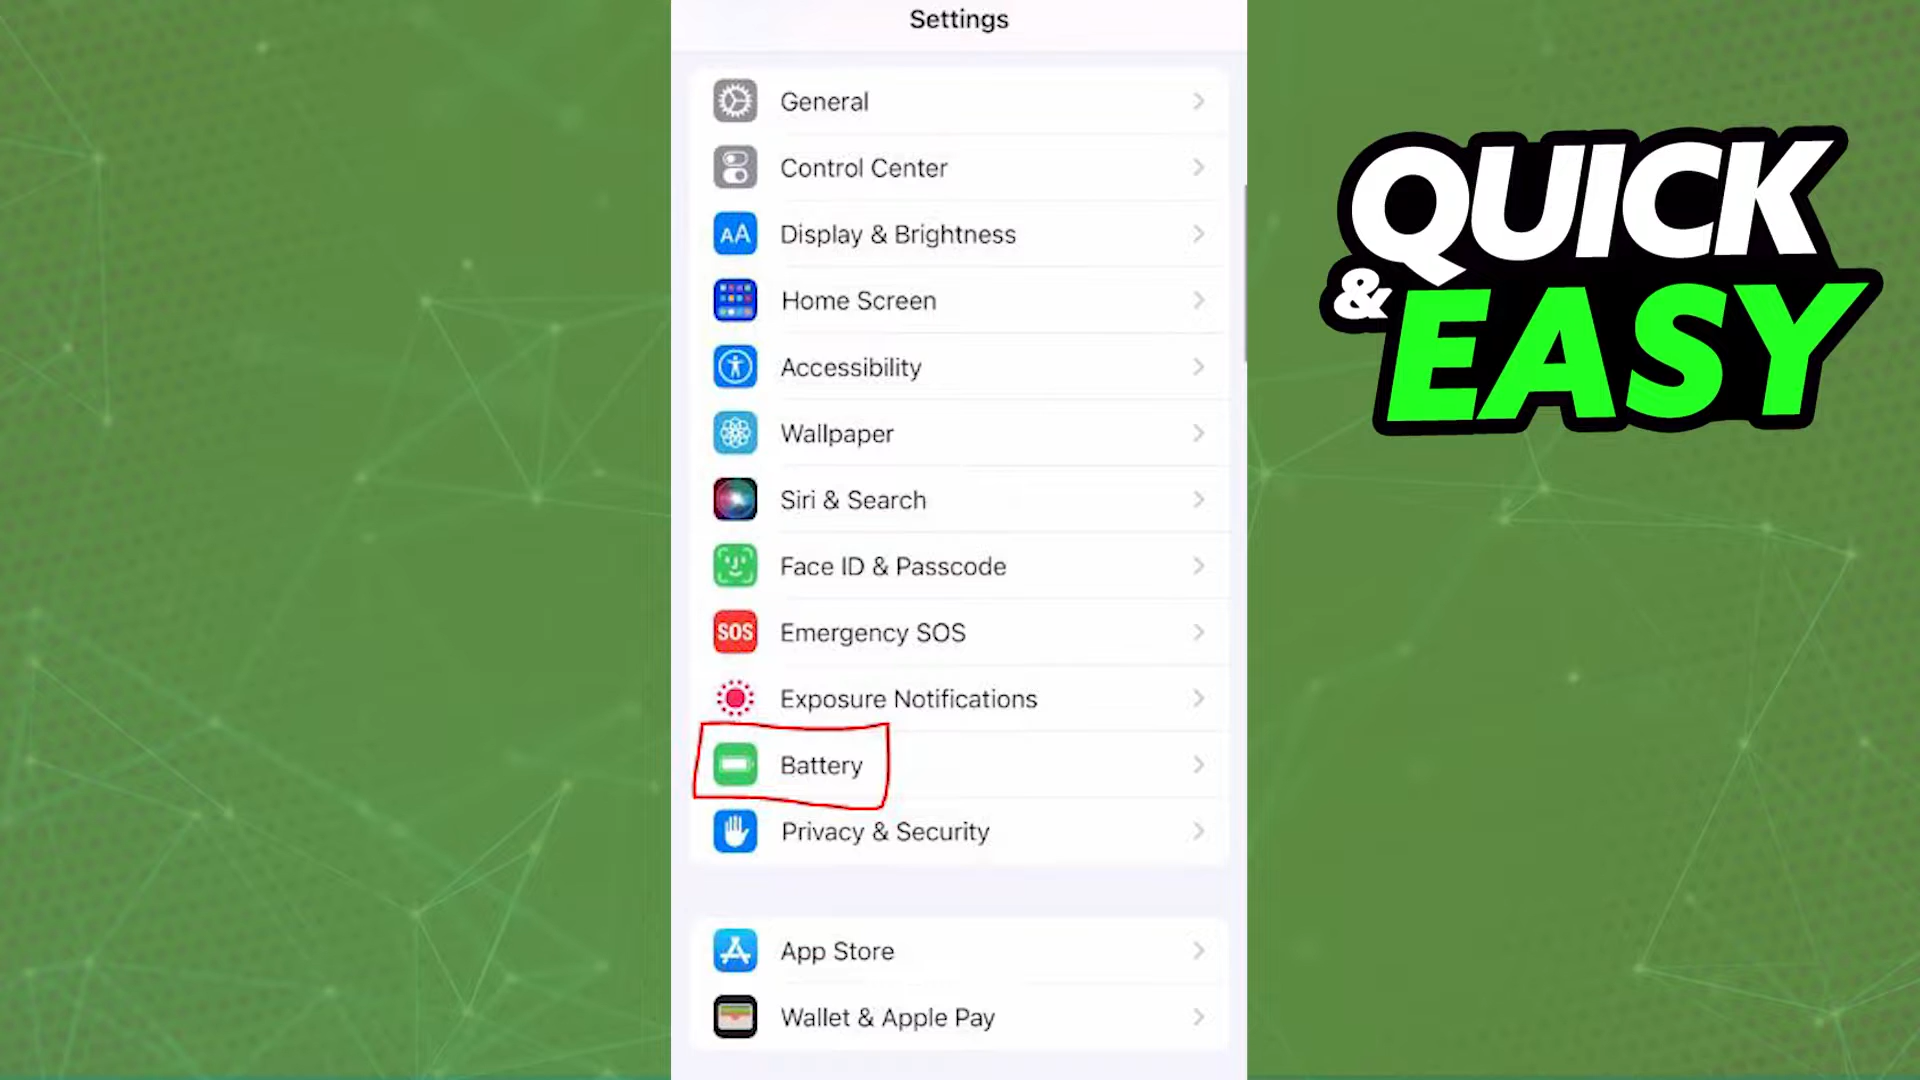 Settings
General
Control Center
AA Display & Brightness
Home Screen
Accessibility
Wallpaper
Siri & Search
Face ID & Passcode
SOS Emergency SOS
Exposure Notifications
Battery
Privacy & Security
App Store
Wallet & Apple Pay
QUICK
& EASY